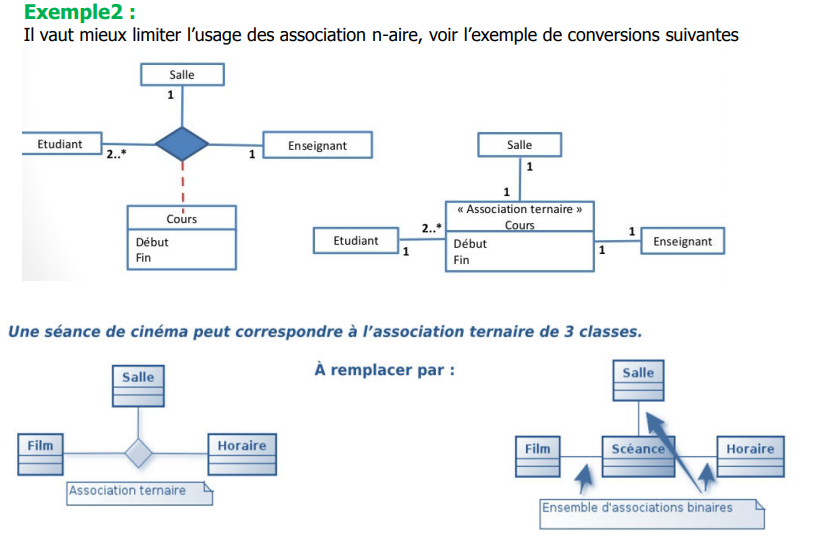 Exemple2 :
Il vaut mieux limiter l'usage des association n-aire, voir l'exemple de conversions suivantes
Salle
1
Etudiant
2..*
1
Enseignant
Cours
Début
Fin
Salle
1
1
« Association ternaire »
Cours
Début
Fin
Etudiant
1
2..*
1
1
Enseignant
Une séance de cinéma peut correspondre à l'association ternaire de 3 classes.
À remplacer par :
Salle
Film
Horaire
Association ternaire
Salle
Film
Scéance
Horaire
Ensemble d'associations binaires